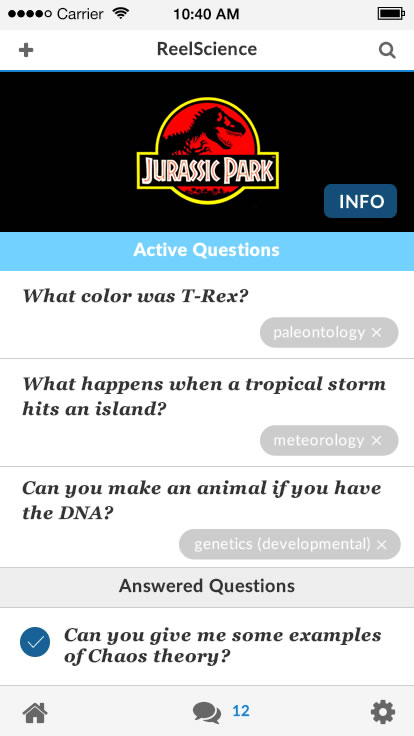 Carrier 10:40 AM
ReelScience
JURASSIC PARK
INFO
Active Questions
What color was T-Rex?
paleontology ×
What happens when a tropical storm
hits an island?
meteorology ×
Can you make an animal if you have
the DNA?
genetics (developmental) ×
Answered Questions
Can you give me some examples
of Chaos theory?
12